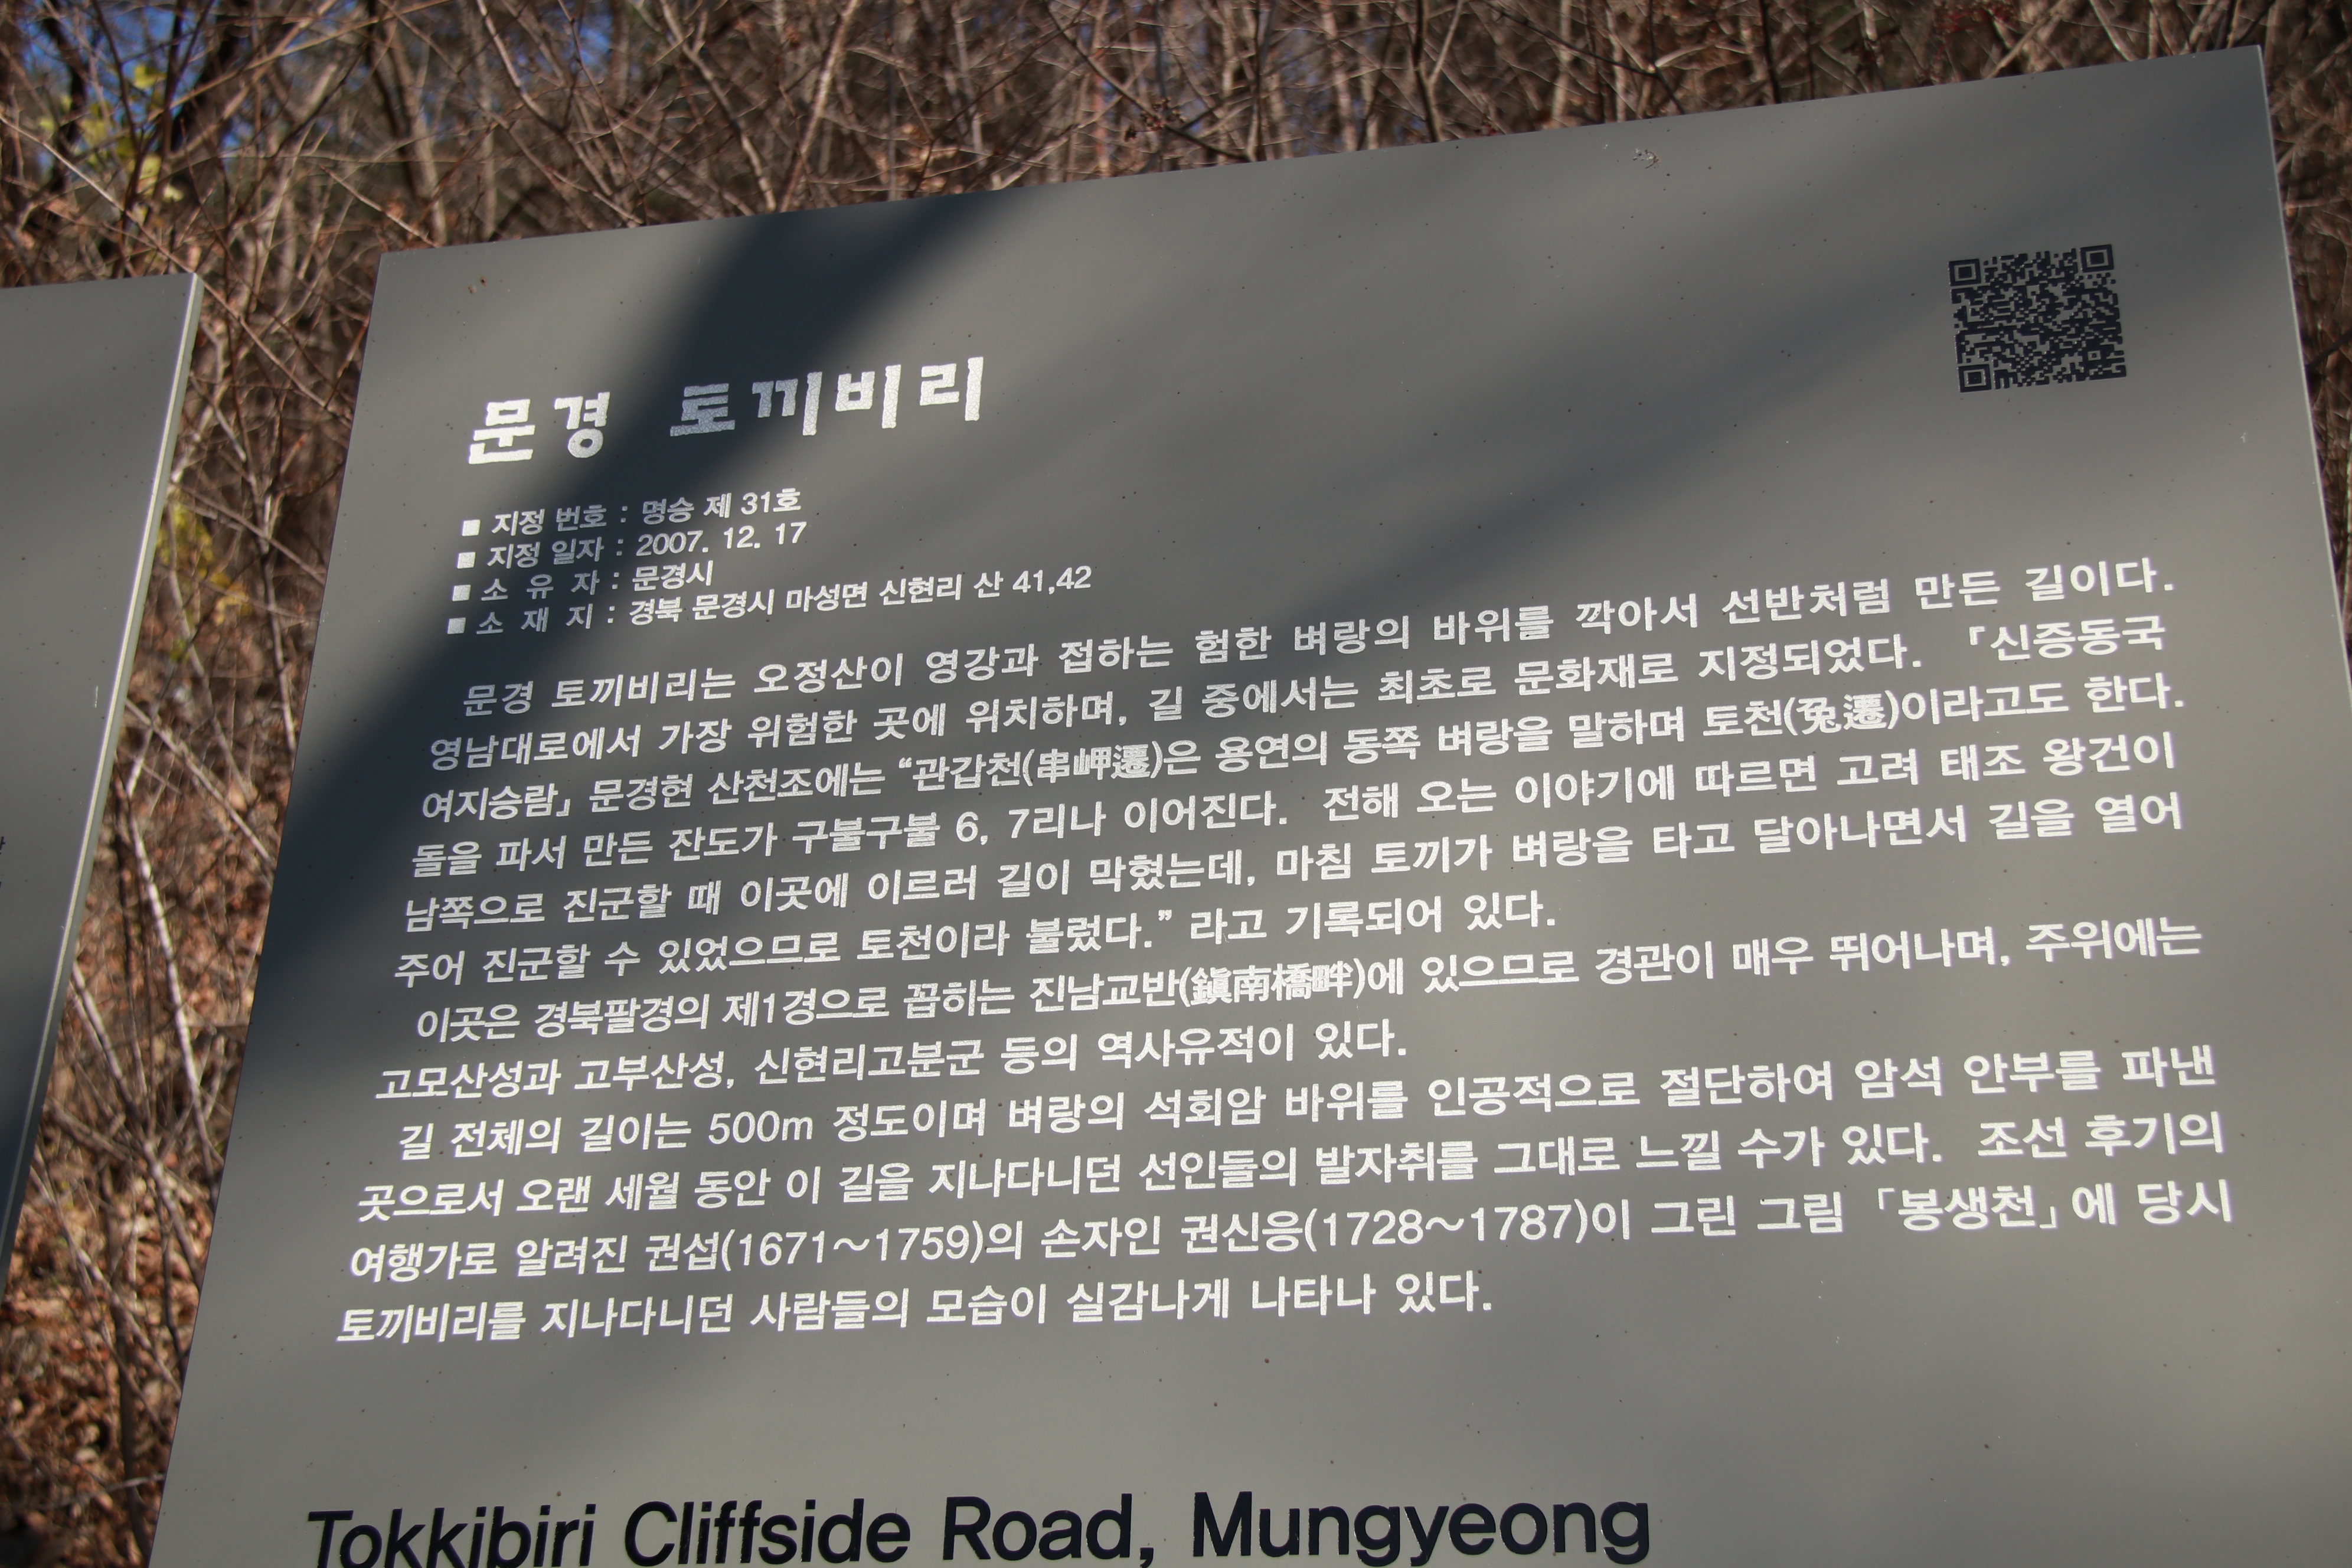 문경 토끼비리
■ 지정 번호 : 명승 제 31호
■ 지정 일자 : 2007. 12. 17
■ 소 유 자 : 문경시
■ 소 재 지 : 경북 문경시 마성면 신현리 산 41,42
문경 토끼비리는 오정산이 영강과 접하는 험한 벼랑의 바위를 깍아서 선반처럼 만든 길이다.
영남대로에서 가장 위험한 곳에 위치하며, 길 중에서는 최초로 문화재로 지정되었다. 『신증동국
여지승람』 문경현 산천조에는 “관갑천(串岬遷)은 용연의 동쪽 벼랑을 말하며 토천(兔遷)이라고도 한다.
돌을 파서 만든 잔도가 구불구불 6, 7리나 이어진다. 전해 오는 이야기에 따르면 고려 태조 왕건이
남쪽으로 진군할 때 이곳에 이르러 길이 막혔는데, 마침 토끼가 벼랑을 타고 달아나면서 길을 열어
주어 진군할 수 있었으므로 토천이라 불렀다.” 라고 기록되어 있다.
이곳은 경북팔경의 제1경으로 꼽히는 진남교반(鎭南橋畔)에 있으므로 경관이 매우 뛰어나며, 주위에는
고모산성과 고부산성, 신현리고분군 등의 역사유적이 있다.
길 전체의 길이는 500m 정도이며 벼랑의 석회암 바위를 인공적으로 절단하여 암석 안부를 파낸
곳으로서 오랜 세월 동안 이 길을 지나다니던 선인들의 발자취를 그대로 느낄 수가 있다. 조선 후기의
여행가로 알려진 권섭(1671~1759)의 손자인 권신응(1728~1787)이 그린 그림 「봉생천」에 당시
토끼비리를 지나다니던 사람들의 모습이 실감나게 나타나 있다.
Tokkibiri Cliffside Road, Mungyeong